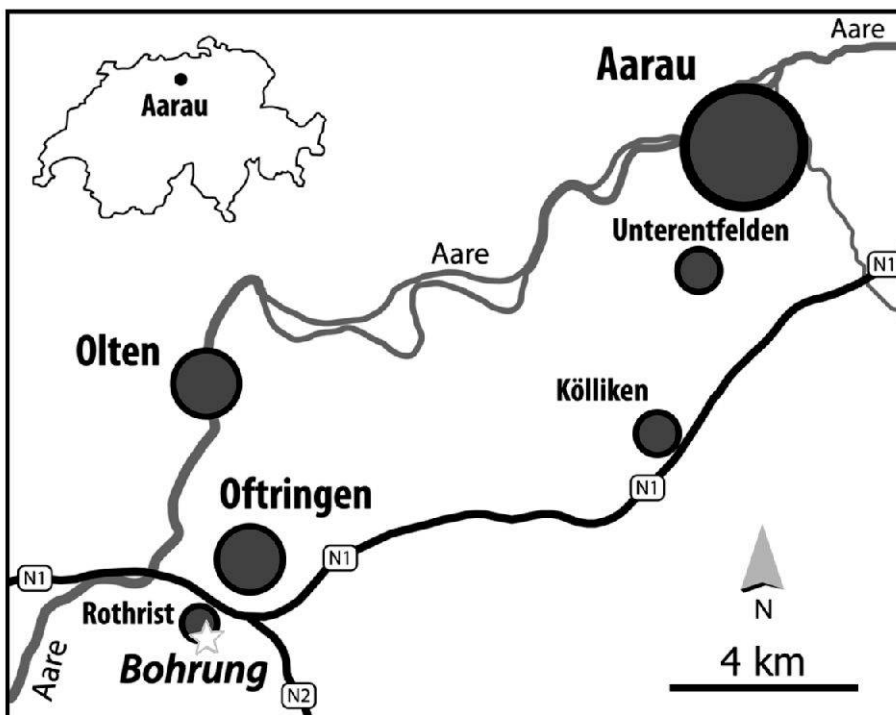 Aare
Aarau
Aarau
Unterentfelden
Aare
N1
Olten
Kölliken
N1
Oftringen
N1
N1
Rothrist
N
Bohrung
4 km
Aare
N2